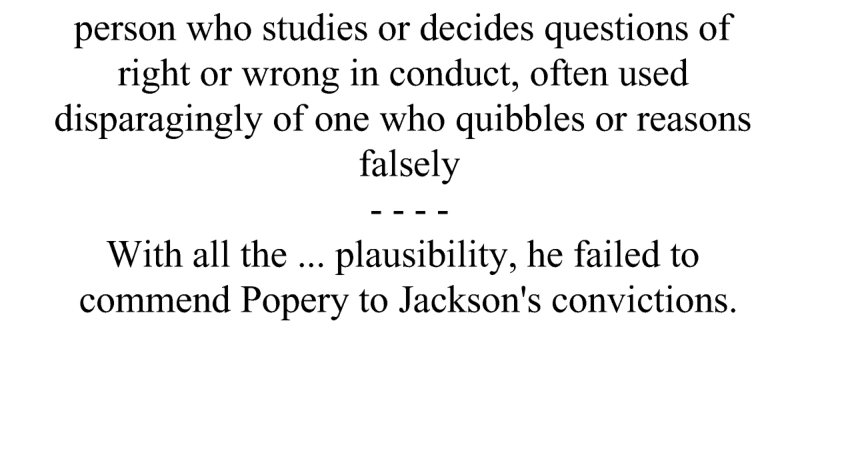 person who studies or decides questions of
right or wrong in conduct, often used
disparagingly of one who quibbles or reasons
falsely
- - - -
With all the ... plausibility, he failed to
commend Popery to Jackson's convictions.